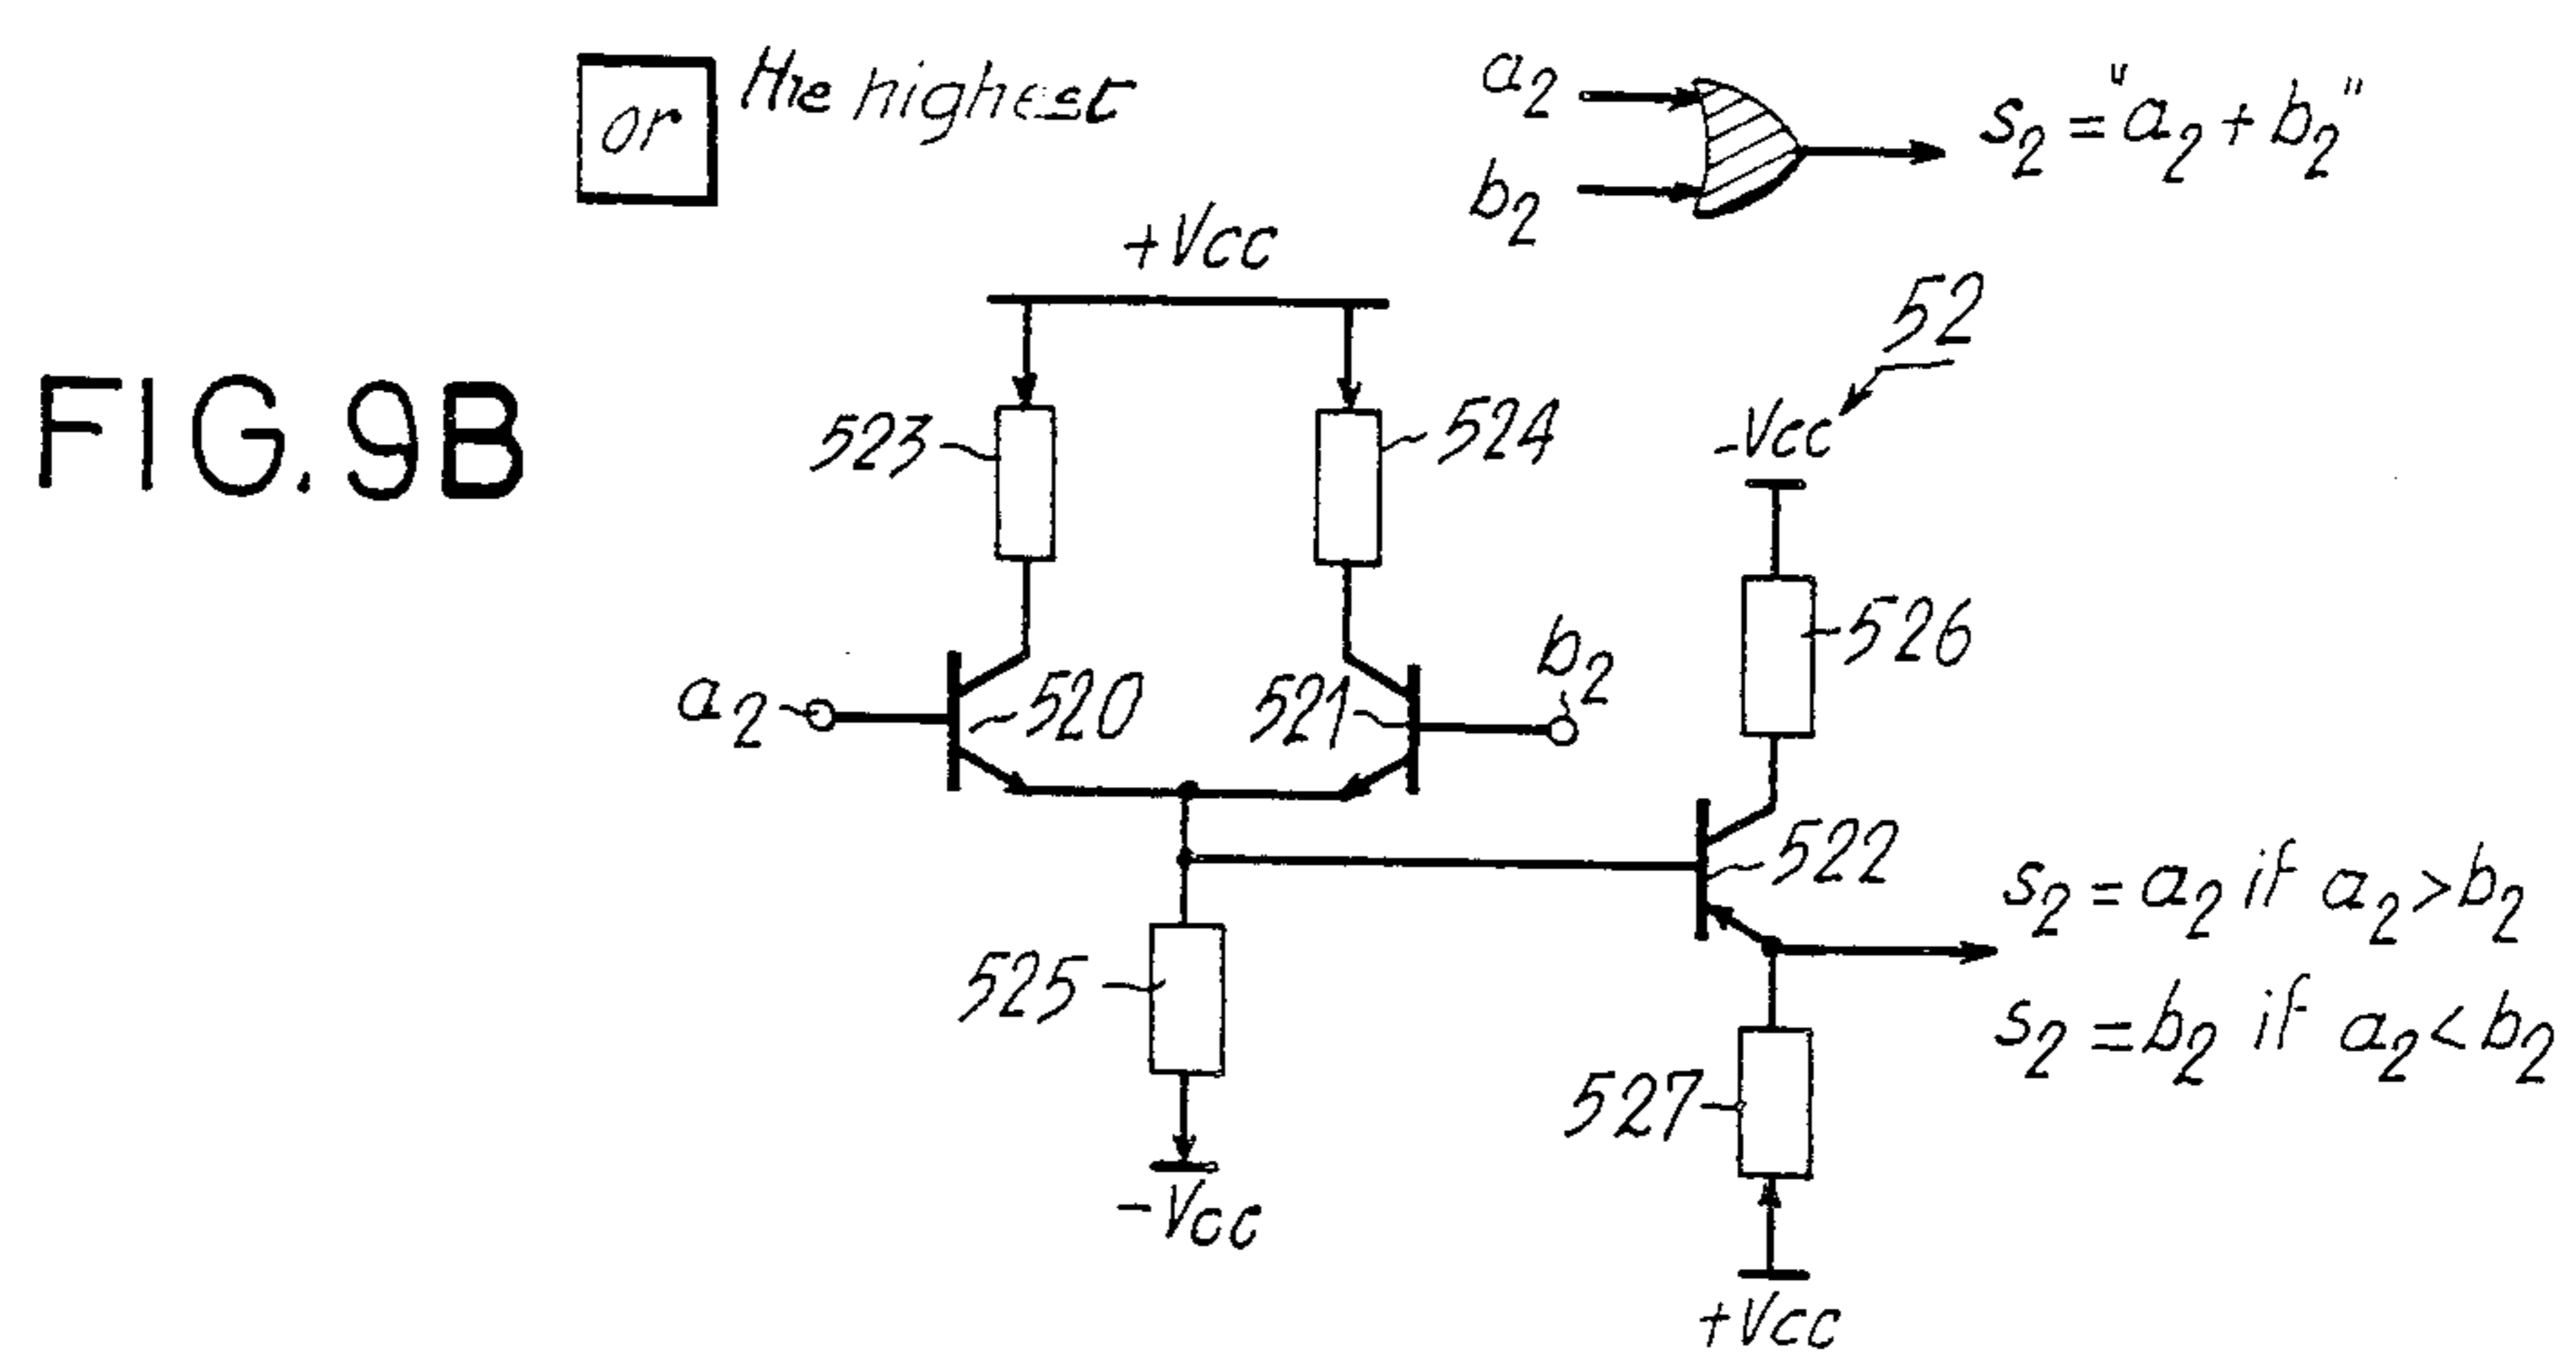 or the highest
a2
b2
s2 = "a2 + b2"
+Vcc
52
FIG. 9B
523
524
-Vcc
526
a2
520
521
b2
522
s2 = a2 if a2 > b2
525
s2 = b2 if a2 < b2
527
-Vcc
+Vcc